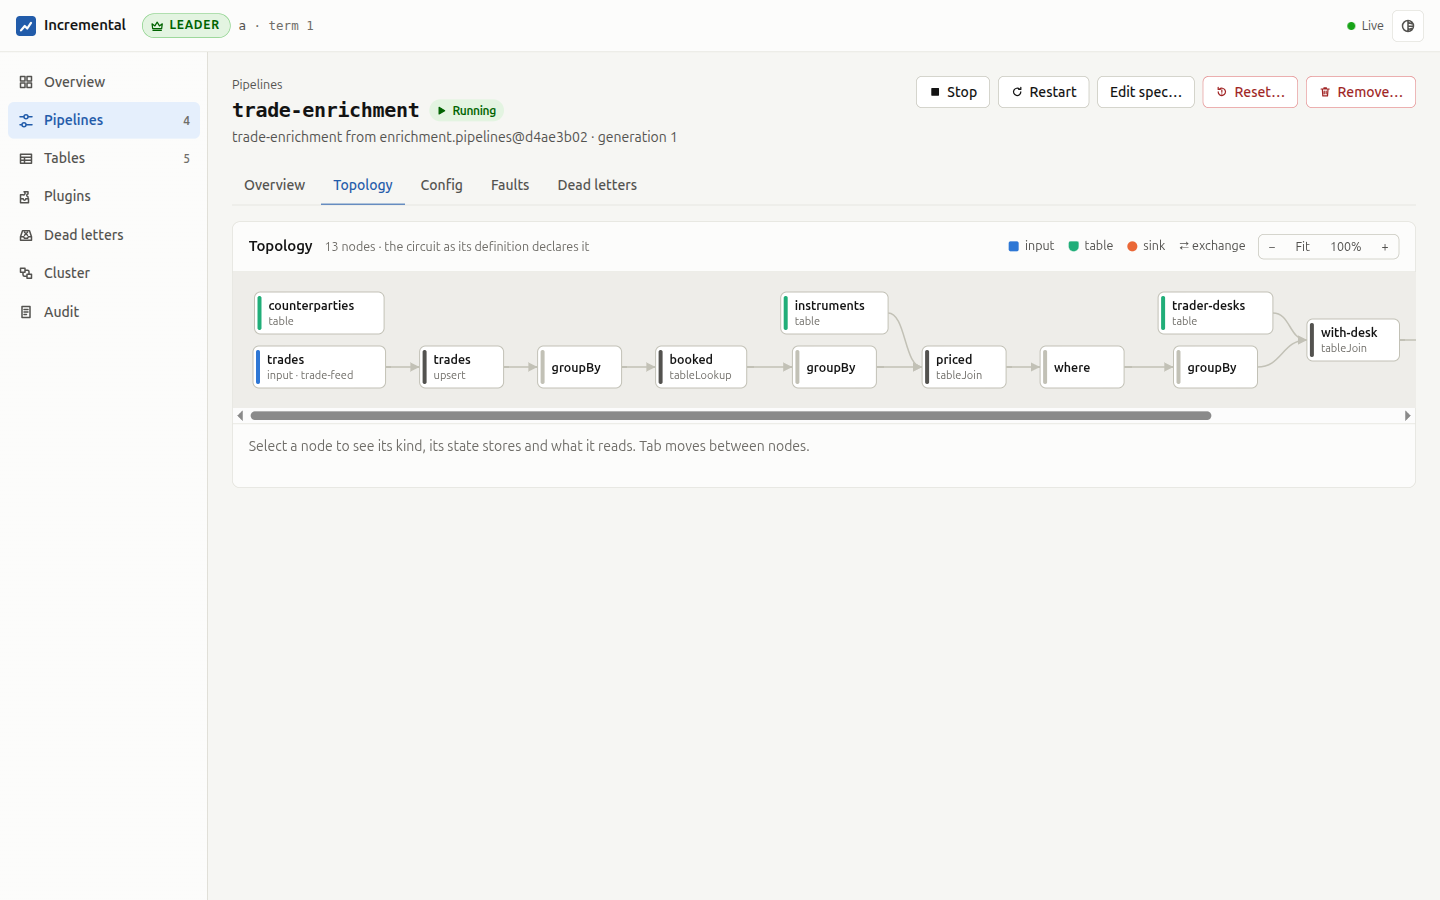 Incremental
LEADER
a · term 1
Live
Overview
Pipelines 4
Tables 5
Plugins
Dead letters
Cluster
Audit
Pipelines
trade-enrichment
Running
trade-enrichment from enrichment.pipelines@d4ae3b02 · generation 1
Stop
Restart
Edit spec…
Reset…
Remove…
Overview
Topology
Config
Faults
Dead letters
Topology
13 nodes · the circuit as its definition declares it
input
table
sink
⇄ exchange
−
Fit
100%
+
counterparties
table
instruments
table
trader-desks
table
with-desk
tableJoin
trades
input · trade-feed
trades
upsert
groupBy
booked
tableLookup
groupBy
priced
tableJoin
where
groupBy
Select a node to see its kind, its state stores and what it reads. Tab moves between nodes.